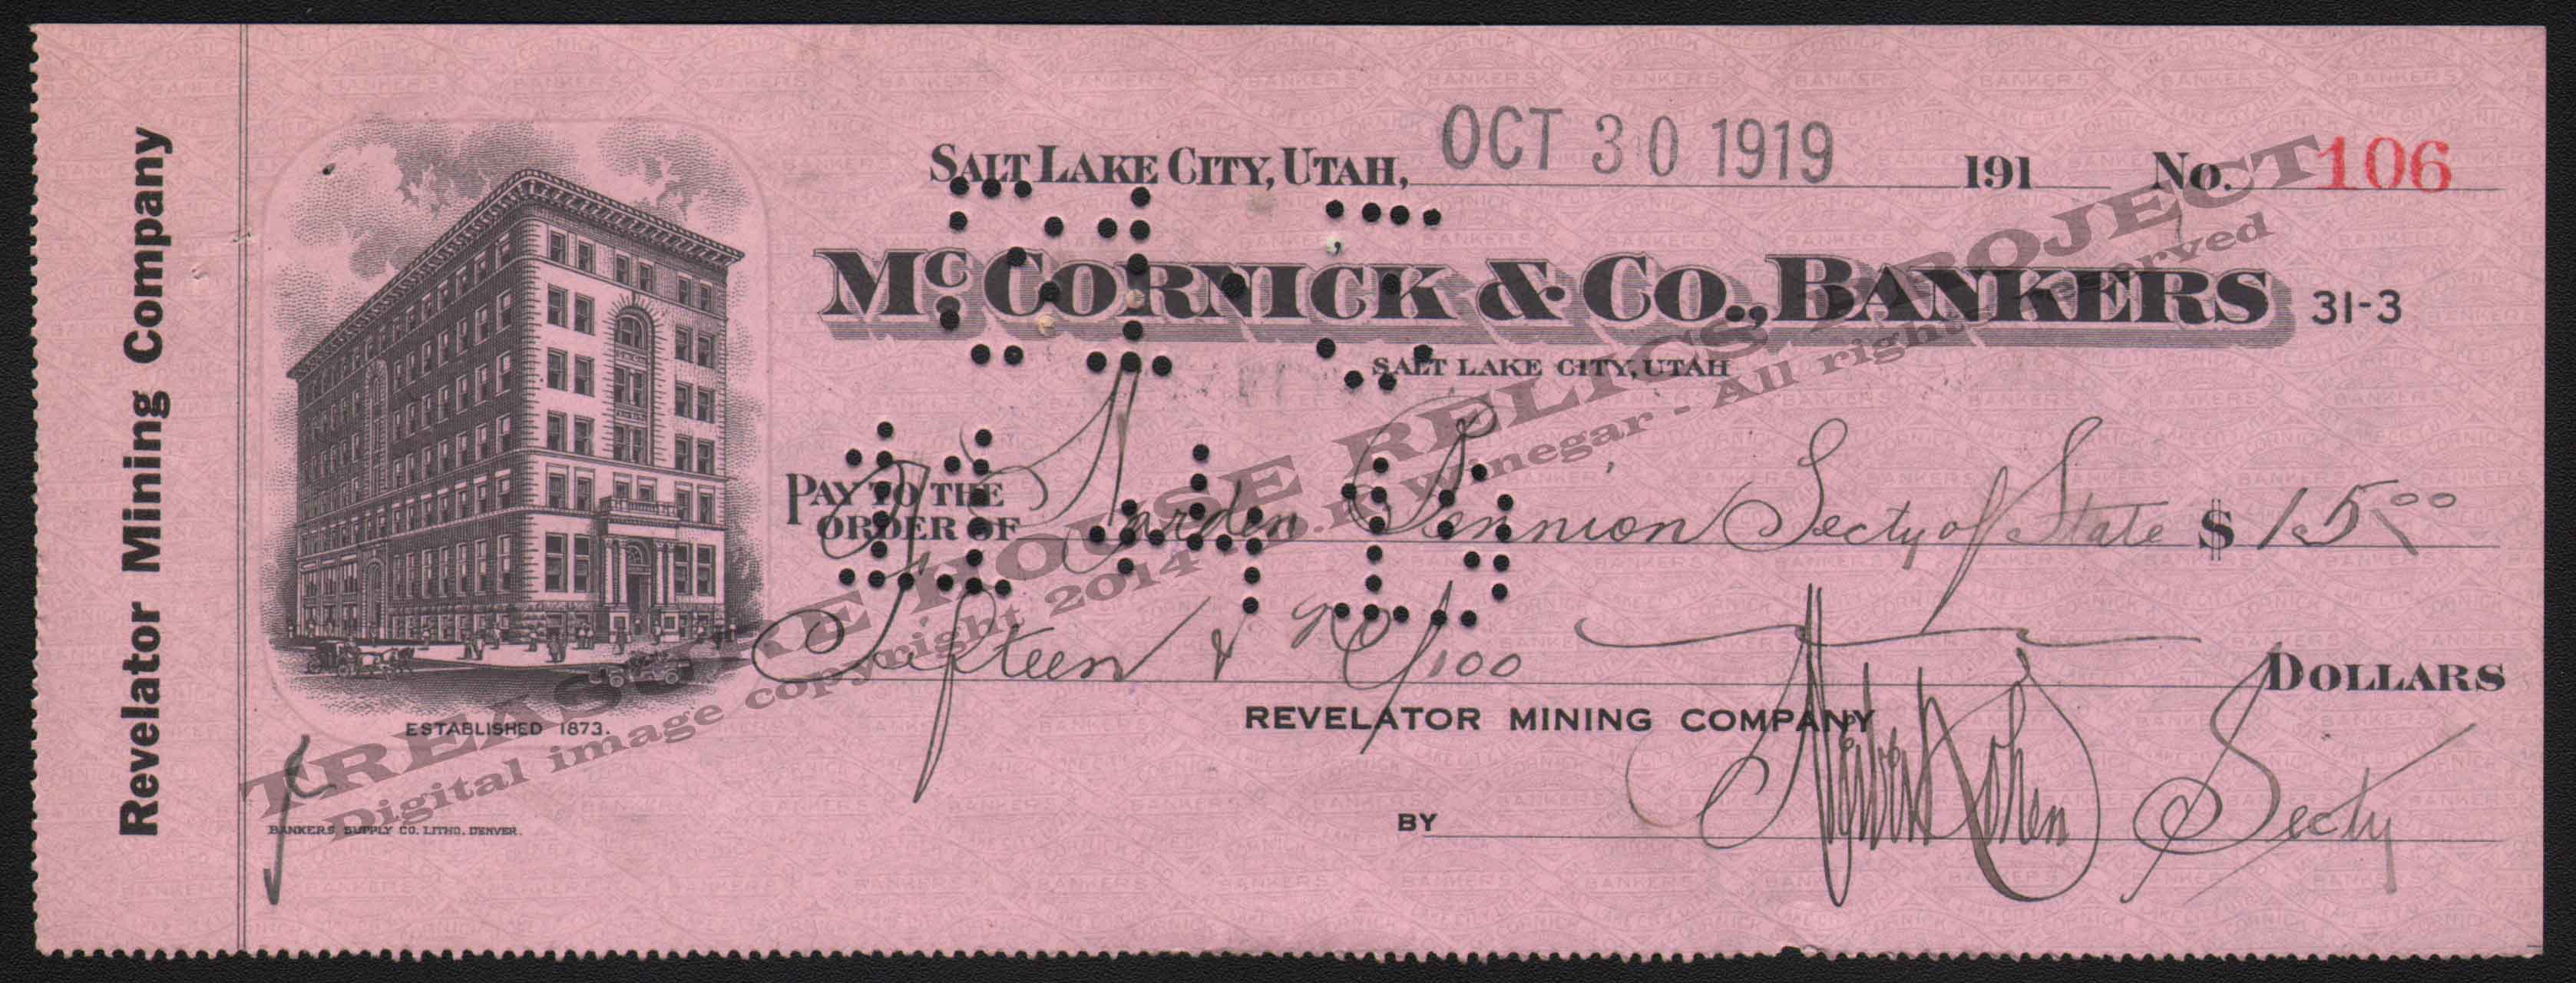 Revelator Mining Company
SALT LAKE CITY, UTAH, OCT 30 1919 191 No. 106
MCCORNICK & CO., BANKERS 31-3
SALT LAKE CITY, UTAH
PAY TO THE ORDER OF Harden Bennion Secty of State $ 15.00
Fifteen & no/100 DOLLARS
ESTABLISHED 1873.
REVELATOR MINING COMPANY
BY Secty
BANKERS SUPPLY CO. LITHO. DENVER.
TREASURE HOUSE RELICS PROJECT
Digital image copyright 2014 - D. R. Winegar - All rights reserved